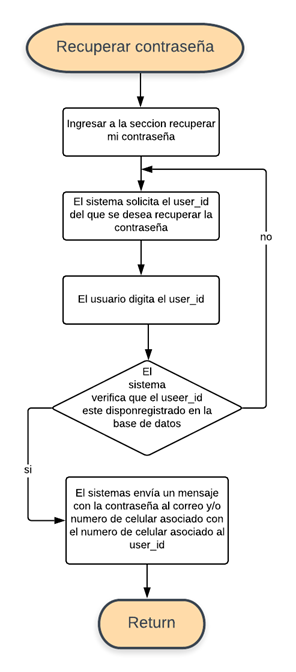 Recuperar contraseña
Ingresar a la seccion recuperar
mi contraseña
El sistema solicita el user_id
del que se desea recuperar la
contraseña
no
El usuario digita el user_id
El
sistema
verifica que el useer_id
este disponregistrado en la
base de datos
si
El sistemas envía un mensaje
con la contraseña al correo y/o
numero de celular asociado con
el numero de celular asociado al
user_id
Return